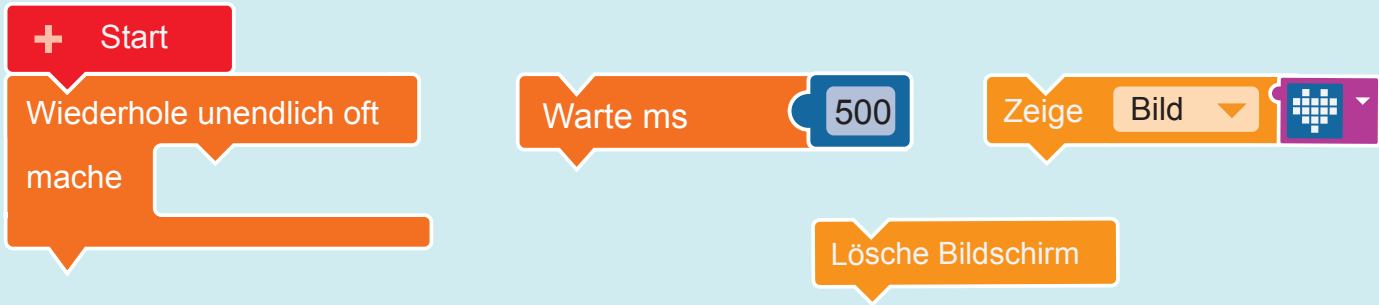 + Start
Wiederhole unendlich oft
mache
Warte ms 500
Zeige Bild
Lösche Bildschirm